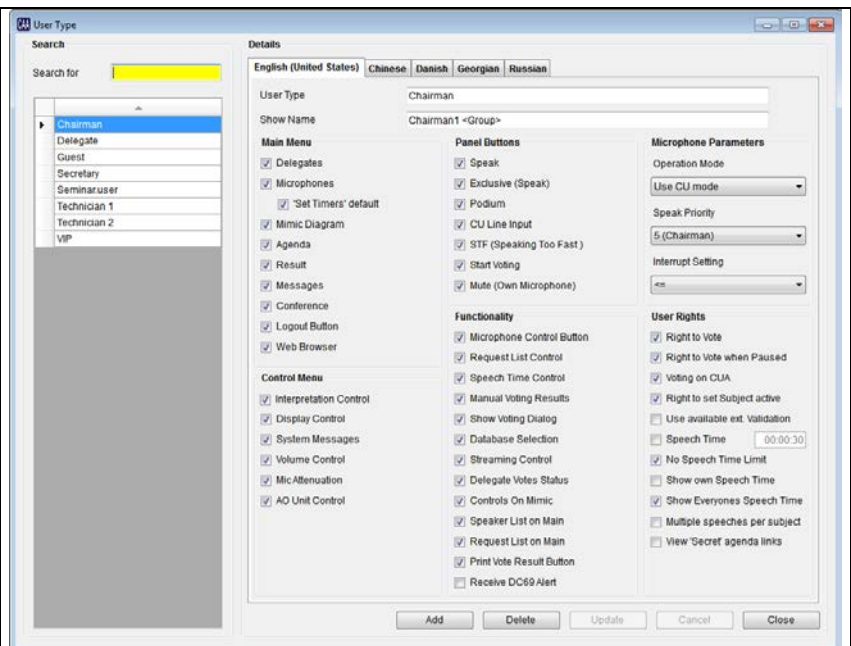 CAA User Type
Search
Search for
Chairman
Delegate
Guest
Secretary
Seminar.user
Technician 1
Technician 2
VIP
Details
English (United States) Chinese Danish Georgian Russian
User Type Chairman
Show Name Chairman1 <Group>
Main Menu
Delegates
Microphones
'Set Timers' default
Mimic Diagram
Agenda
Result
Messages
Conference
Logout Button
Web Browser
Control Menu
Interpretation Control
Display Control
System Messages
Volume Control
Mic Attenuation
AO Unit Control
Panel Buttons
Speak
Exclusive (Speak)
Podium
CU Line Input
STF (Speaking Too Fast )
Start Voting
Mute (Own Microphone)
Functionality
Microphone Control Button
Request List Control
Speech Time Control
Manual Voting Results
Show Voting Dialog
Database Selection
Streaming Control
Delegate Votes Status
Controls On Mimic
Speaker List on Main
Request List on Main
Print Vote Result Button
Receive DC69 Alert
Microphone Parameters
Operation Mode
Use CU mode
Speak Priority
5 (Chairman)
Interrupt Setting
<=
User Rights
Right to Vote
Right to Vote when Paused
Voting on CUA
Right to set Subject active
Use available ext. Validation
Speech Time 00:00:30
No Speech Time Limit
Show own Speech Time
Show Everyones Speech Time
Multiple speeches per subject
View 'Secret' agenda links
Add Delete Update Cancel Close